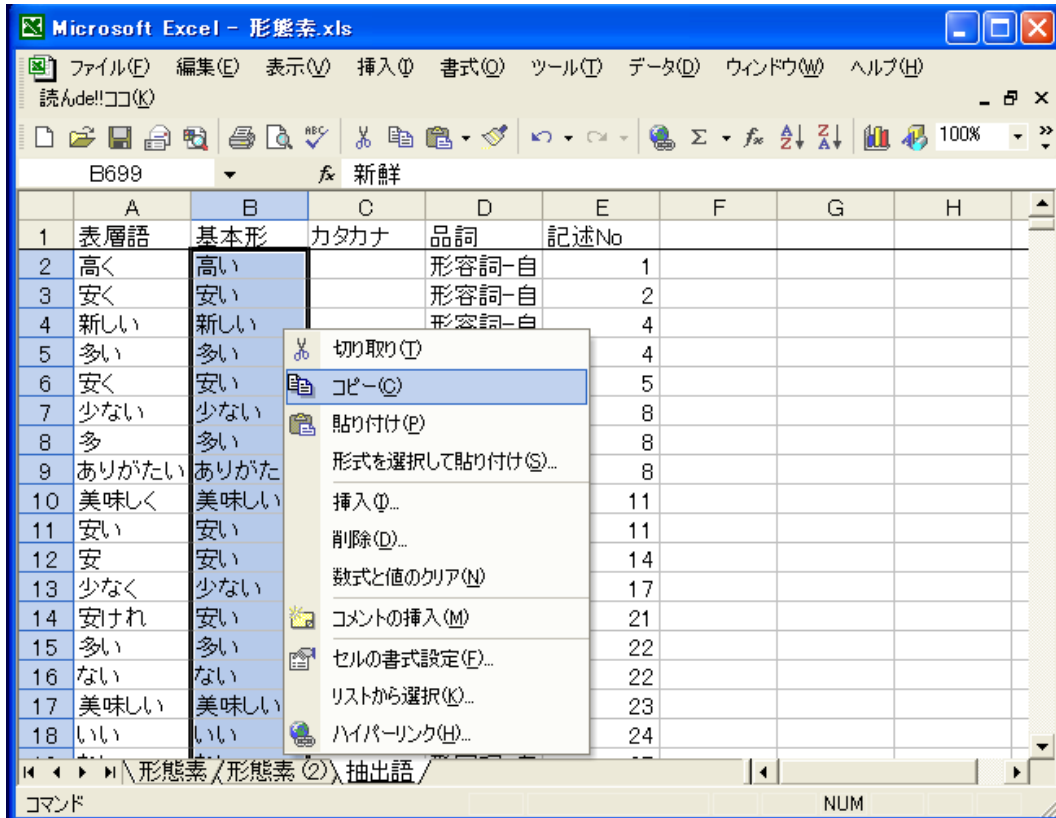 Microsoft Excel - 形態素.xls
ファイル(F) 編集(E) 表示(V) 挿入(I) 書式(O) ツール(T) データ(D) ウィンドウ(W) ヘルプ(H)
読んde!!ココ(K)
100%
B699 fx 新鮮
A B C D E F G H
1 表層語 基本形 カタカナ 品詞 記述No
2 高く 高い 形容詞-自 1
3 安く 安い 形容詞-自 2
4 新しい 新しい 形容詞-自 4
5 多い 多い 4
6 安く 安い 5
7 少ない 少ない 8
8 多 多い 8
9 ありがたい ありがた 8
10 美味しく 美味しい 11
11 安い 安い 11
12 安 安い 14
13 少なく 少ない 17
14 安けれ 安い 21
15 多い 多い 22
16 ない ない 22
17 美味しい 美味しい 23
18 いい いい 24
切り取り(T)
コピー(C)
貼り付け(P)
形式を選択して貼り付け(S)...
挿入(I)...
削除(D)...
数式と値のクリア(N)
コメントの挿入(M)
セルの書式設定(F)...
リストから選択(K)...
ハイパーリンク(H)...
形態素 形態素 (2) 抽出語
コマンド NUM